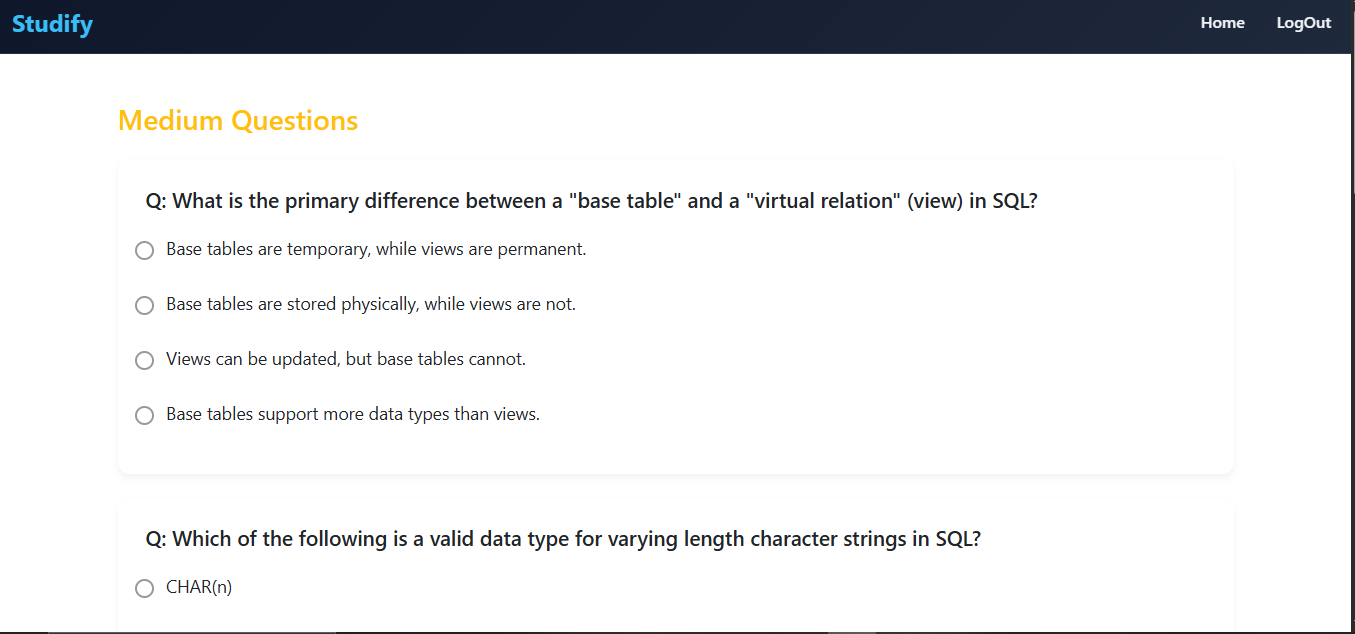 Studify
Home
LogOut
Medium Questions
Q: What is the primary difference between a "base table" and a "virtual relation" (view) in SQL?
Base tables are temporary, while views are permanent.
Base tables are stored physically, while views are not.
Views can be updated, but base tables cannot.
Base tables support more data types than views.
Q: Which of the following is a valid data type for varying length character strings in SQL?
CHAR(n)